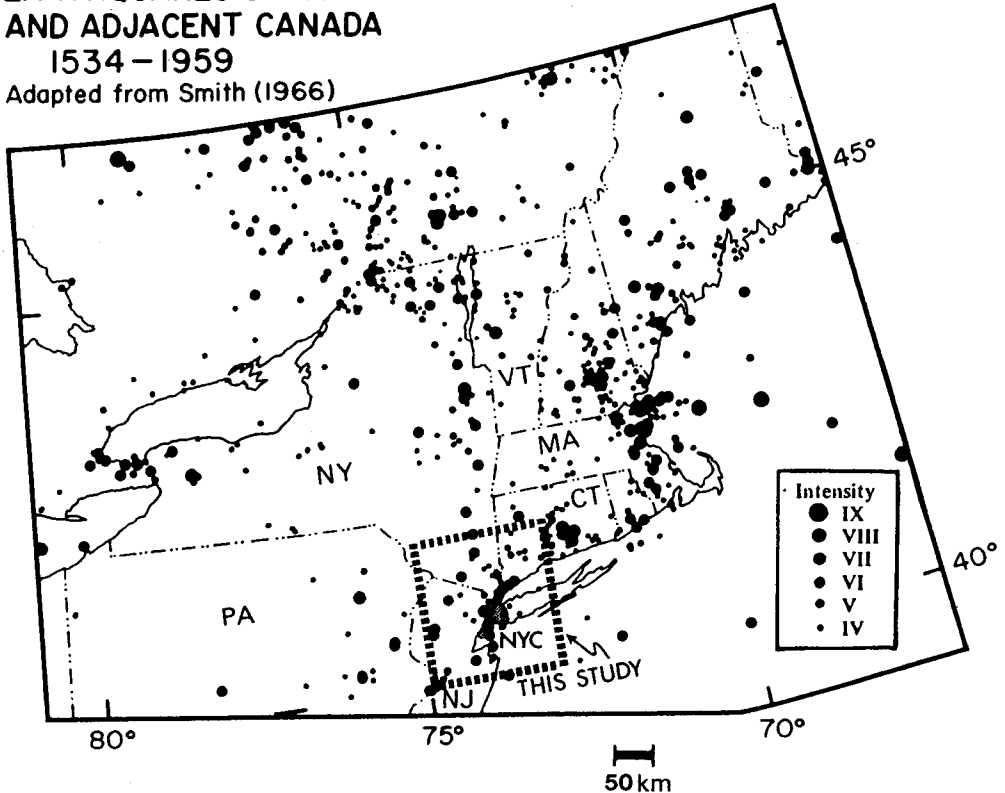 AND ADJACENT CANADA
1534–1959
Adapted from Smith (1966)
45°
VT
MA
NY
CT
Intensity
IX
VIII
VII
VI
V
IV
40°
PA
NYC
THIS STUDY
NJ
80°
75°
70°
50 km